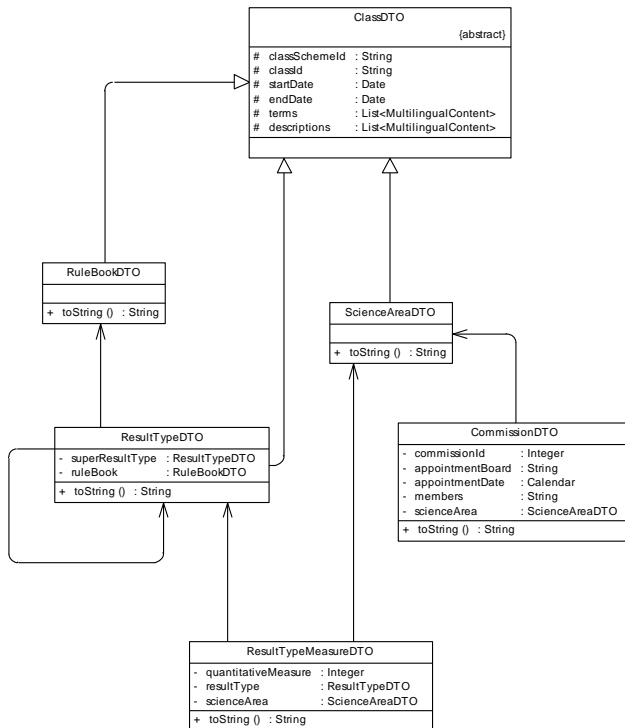 ClassDTO
{abstract}
# classSchemeId : String
# classId : String
# startDate : Date
# endDate : Date
# terms : List<MultilingualContent>
# descriptions : List<MultilingualContent>
RuleBookDTO
+ toString () : String
ScienceAreaDTO
+ toString () : String
ResultTypeDTO
- superResultType : ResultTypeDTO
- ruleBook : RuleBookDTO
+ toString () : String
CommissionDTO
- commissionId : Integer
- appointmentBoard : String
- appointmentDate : Calendar
- members : String
- scienceArea : ScienceAreaDTO
+ toString () : String
ResultTypeMeasureDTO
- quantitativeMeasure : Integer
- resultType : ResultTypeDTO
- scienceArea : ScienceAreaDTO
+ toString () : String